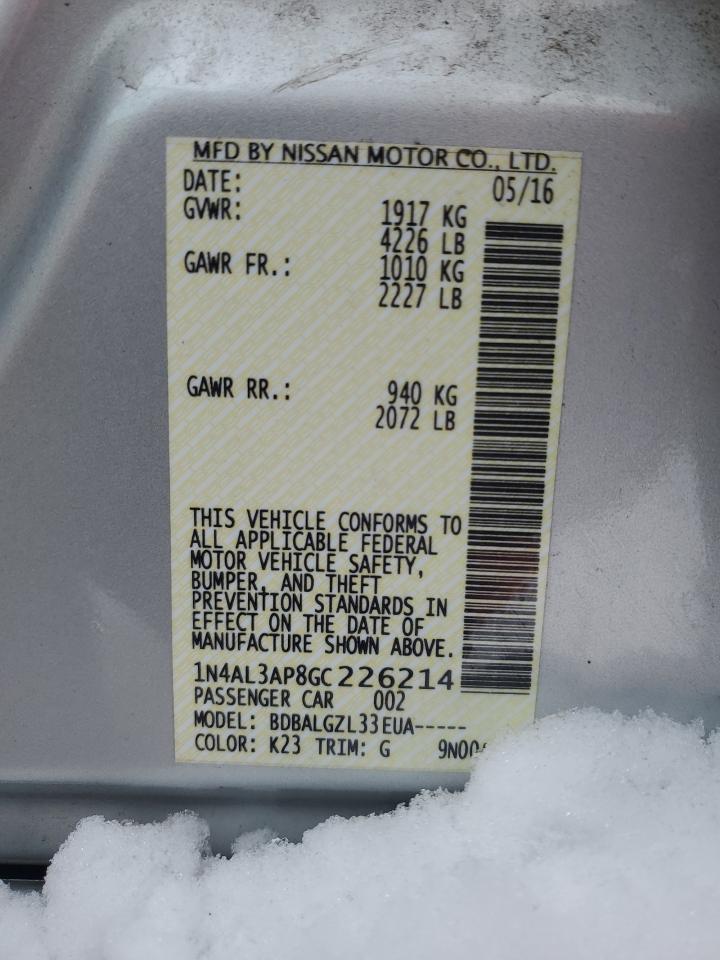 MFD BY NISSAN MOTOR CO., LTD.
DATE: 05/16
GVWR: 1917 KG
4226 LB
GAWR FR.: 1010 KG
2227 LB
GAWR RR.: 940 KG
2072 LB
THIS VEHICLE CONFORMS TO
ALL APPLICABLE FEDERAL
MOTOR VEHICLE SAFETY,
BUMPER, AND THEFT
PREVENTION STANDARDS IN
EFFECT ON THE DATE OF
MANUFACTURE SHOWN ABOVE.
1N4AL3AP8GC226214
PASSENGER CAR 002
MODEL: BDBALGZL33EUA-----
COLOR: K23 TRIM: G